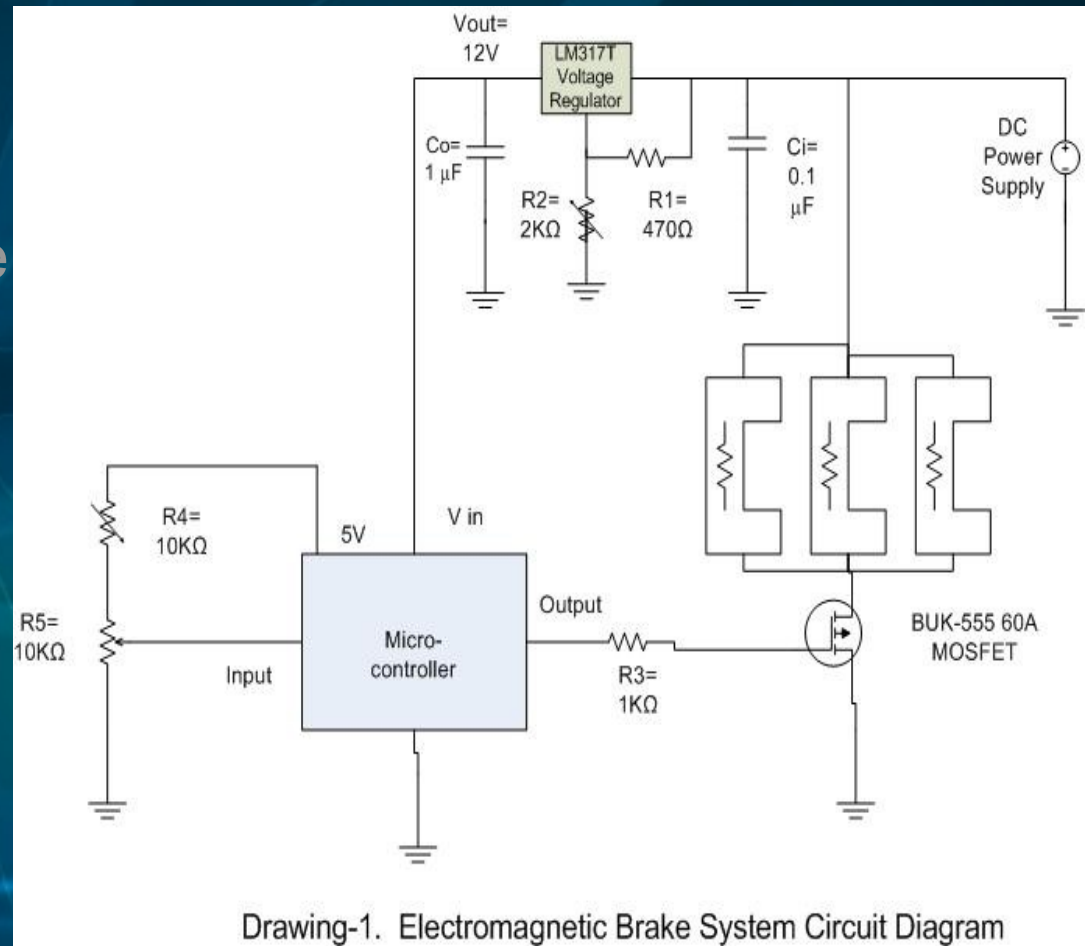 Vout=
12V
LM317T
Voltage
Regulator
Co=
1 µF
R2=
2KΩ
R1=
470Ω
Ci=
0.1
µF
DC
Power
Supply
e
R4=
10KΩ
5V
V in
R5=
10KΩ
Input
Micro-
controller
Output
R3=
1KΩ
BUK-555 60A
MOSFET
Drawing-1. Electromagnetic Brake System Circuit Diagram